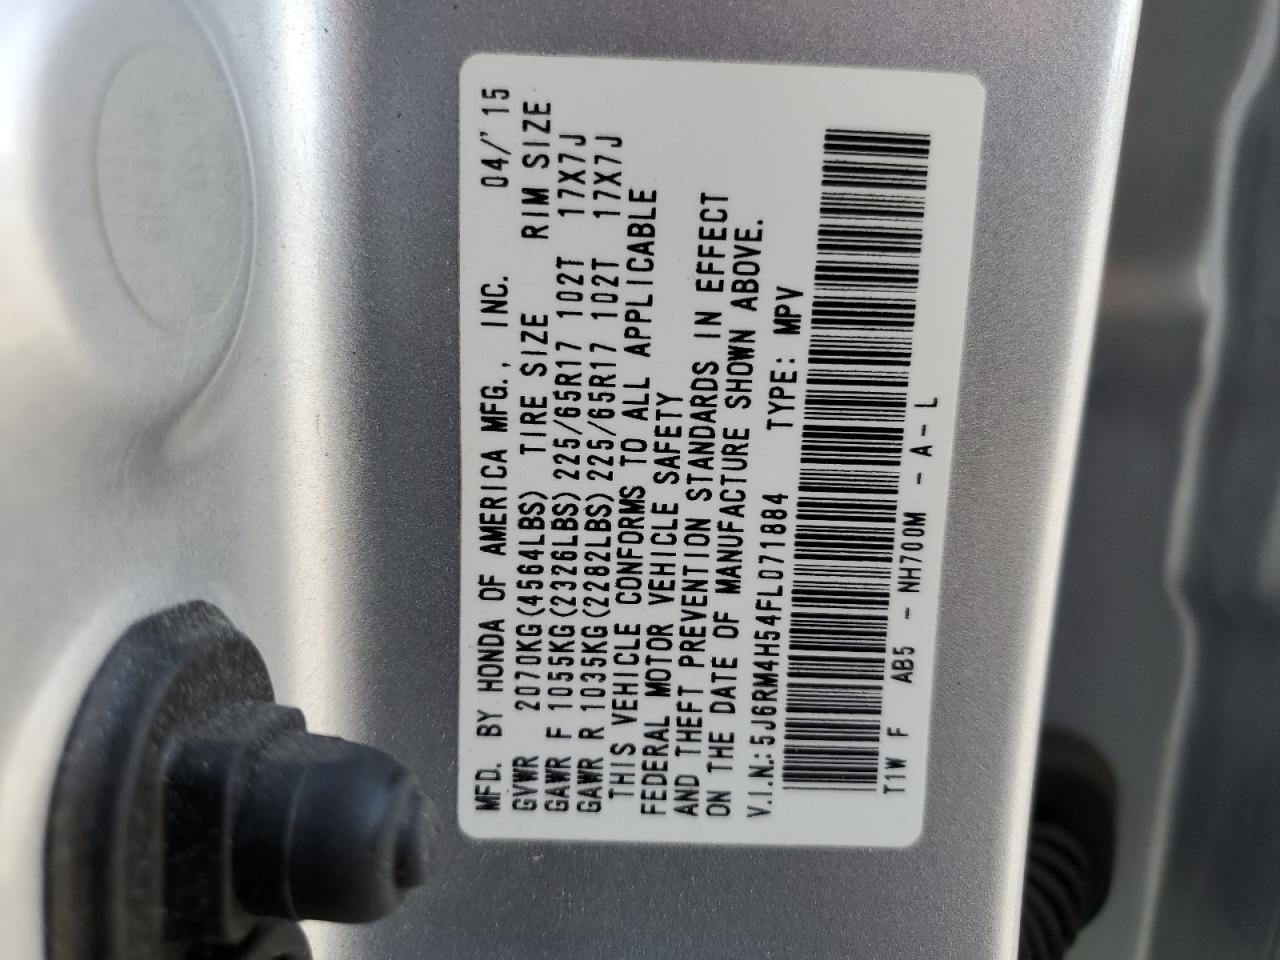 MFD. BY HONDA OF AMERICA MFG., INC. 04/'15
GVWR 2070KG(4564LBS) TIRE SIZE RIM SIZE
GAWR F 1055KG(2326LBS)225/65R17 102T 17X7J
GAWR R 1035KG(2282LBS)225/65R17 102T 17X7J
THIS VEHICLE CONFORMS TO ALL APPLICABLE
FEDERAL MOTOR VEHICLE SAFETY
AND THEFT PREVENTION STANDARDS IN EFFECT
ON THE DATE OF MANUFACTURE SHOWN ABOVE.
V.I.N.:5J6RM4H54FL071884 TYPE: MPV
T1W F AB5 - NH700M - A - L